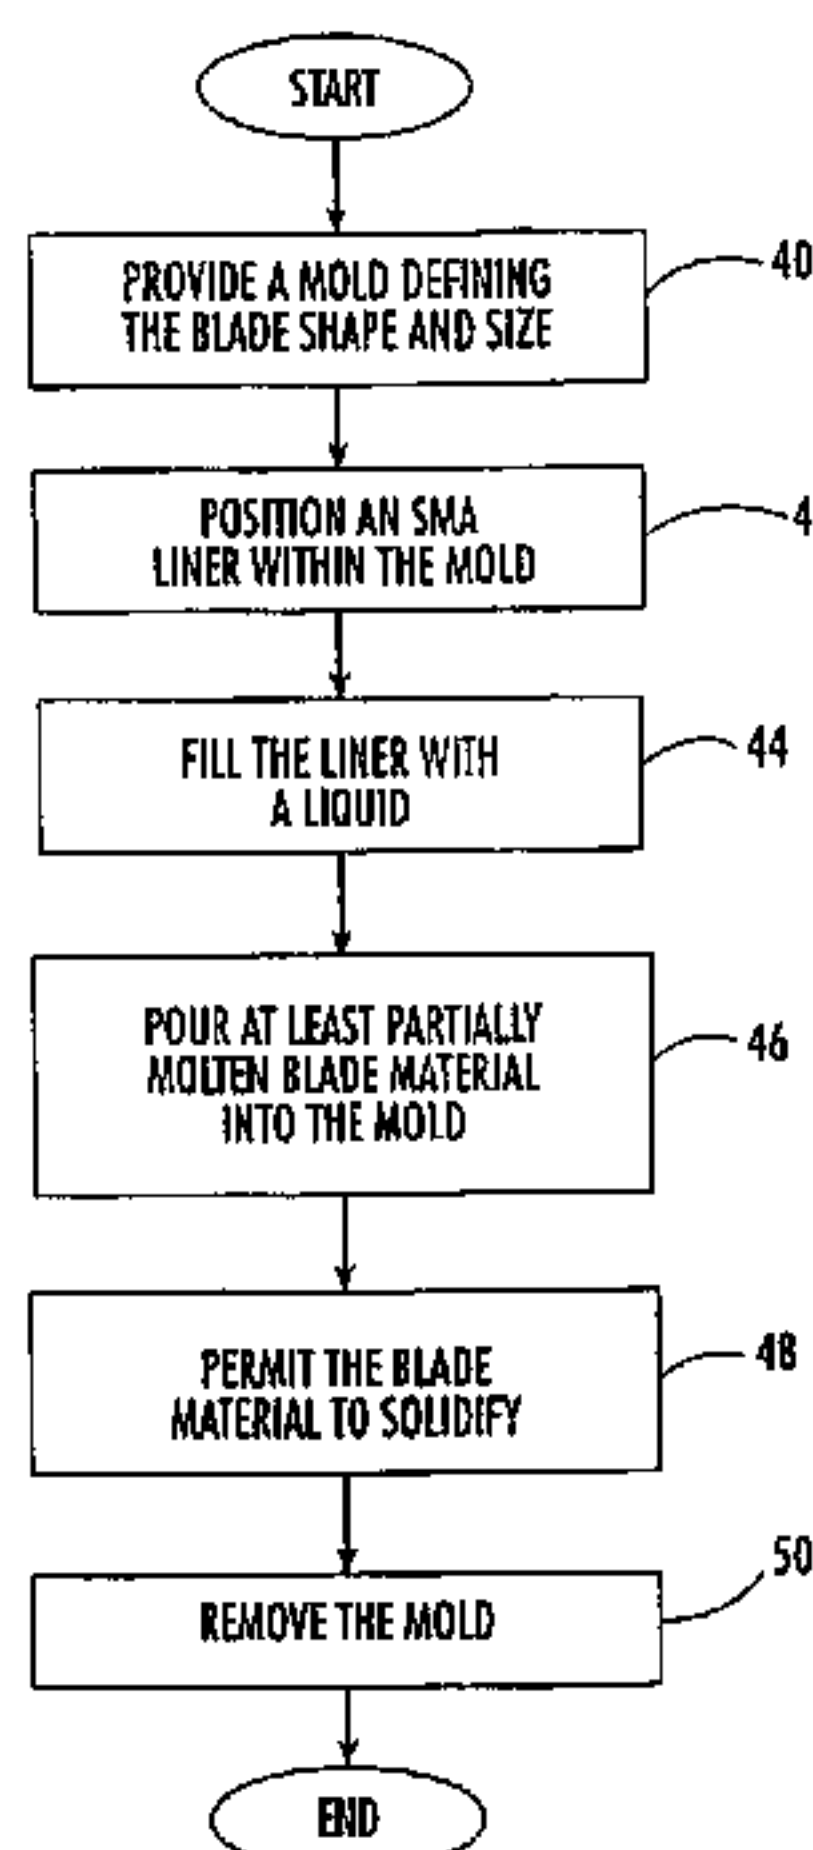 START
PROVIDE A MOLD DEFINING
THE BLADE SHAPE AND SIZE
40
POSITION AN SMA
LINER WITHIN THE MOLD
4
FILL THE LINER WITH
A LIQUID
44
POUR AT LEAST PARTIALLY
MOLTEN BLADE MATERIAL
INTO THE MOLD
46
PERMIT THE BLADE
MATERIAL TO SOLIDIFY
48
REMOVE THE MOLD
50
END